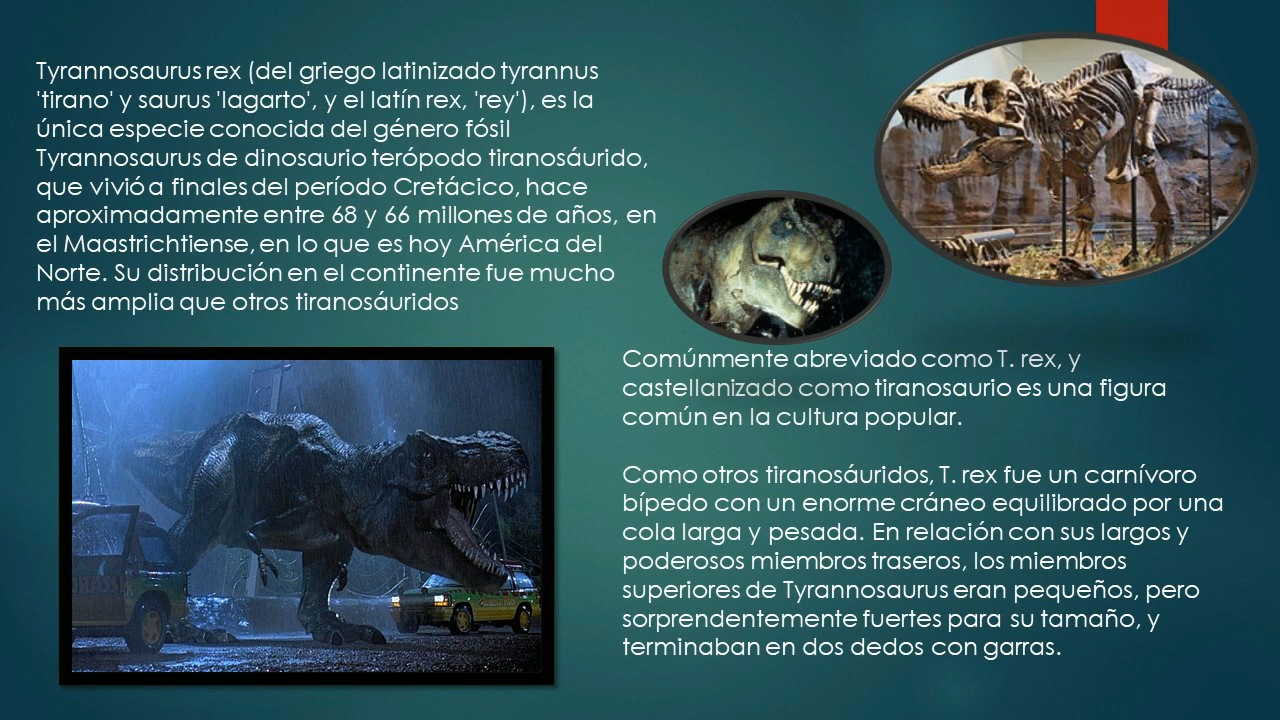 Tyrannosaurus rex (del griego latinizado tyrannus
'tirano' y saurus 'lagarto', y el latín rex, 'rey'), es la
única especie conocida del género fósil
Tyrannosaurus de dinosaurio terópodo tiranosáurido,
que vivió a finales del período Cretácico, hace
aproximadamente entre 68 y 66 millones de años, en
el Maastrichtiense, en lo que es hoy América del
Norte. Su distribución en el continente fue mucho
más amplia que otros tiranosáuridos
Comúnmente abreviado como T. rex, y
castellanizado como tiranosaurio es una figura
común en la cultura popular.
Como otros tiranosáuridos, T. rex fue un carnívoro
bípedo con un enorme cráneo equilibrado por una
cola larga y pesada. En relación con sus largos y
poderosos miembros traseros, los miembros
superiores de Tyrannosaurus eran pequeños, pero
sorprendentemente fuertes para su tamaño, y
terminaban en dos dedos con garras.